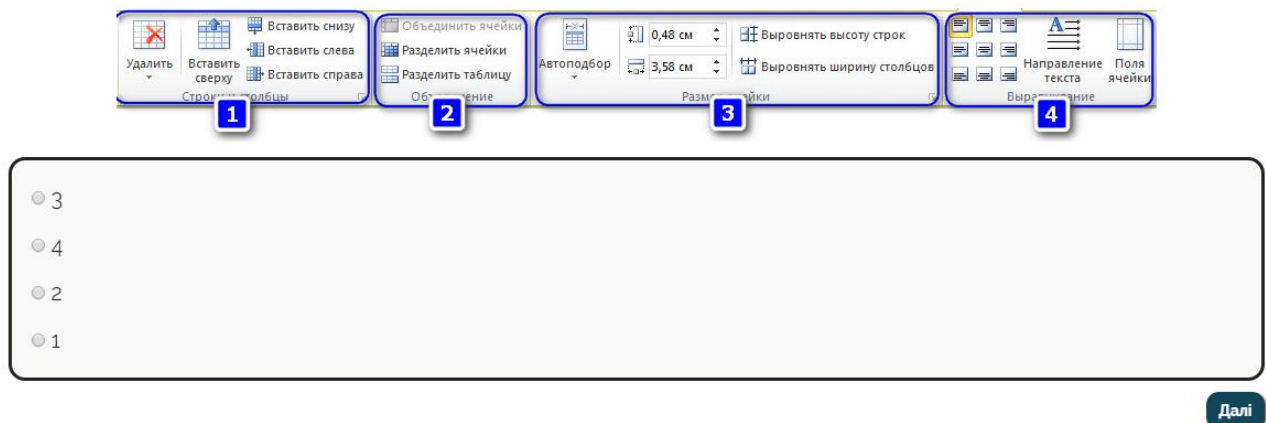 Удалить
Вставить сверху
Вставить снизу
Вставить слева
Вставить справа
Строки и столбцы
1
Объединить ячейки
Разделить ячейки
Разделить таблицу
2
Автоподбор
0,48 см
3,58 см
Выровнять высоту строк
Выровнять ширину столбцов
3
Направление текста
Поля ячейки
4
3
4
2
1
Далі